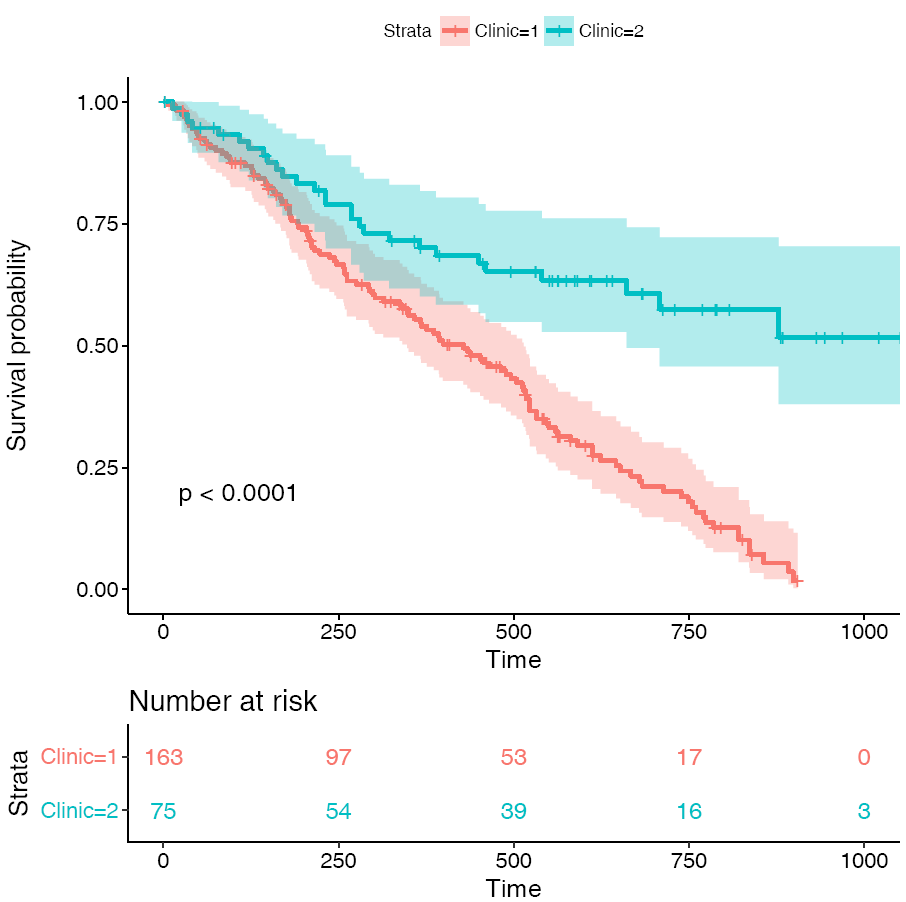 Strata Clinic=1 Clinic=2
1.00
0.75
0.50
0.25
0.00
Survival probability
p < 0.0001
0 250 500 750 1000
Time
Number at risk
Strata
Clinic=1 163 97 53 17 0
Clinic=2 75 54 39 16 3
0 250 500 750 1000
Time